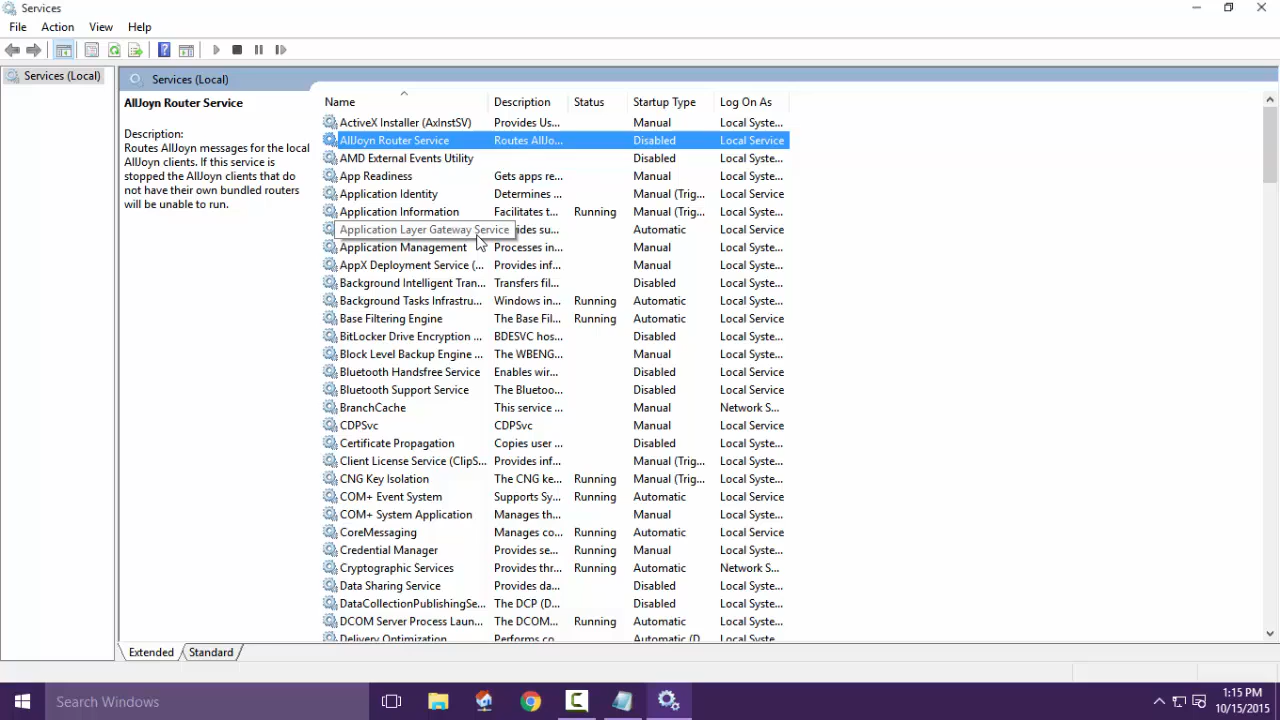 Services
File Action View Help
Services (Local)
Services (Local)
AllJoyn Router Service
Description:
Routes AllJoyn messages for the local
AllJoyn clients. If this service is
stopped the AllJoyn clients that do
not have their own bundled routers
will be unable to run.
Name Description Status Startup Type Log On As
ActiveX Installer (AxInstSV) Provides Us... Manual Local Syste...
AllJoyn Router Service Routes AllJo... Disabled Local Service
AMD External Events Utility Disabled Local Syste...
App Readiness Gets apps re... Manual Local Syste...
Application Identity Determines ... Manual (Trig... Local Service
Application Information Facilitates t... Running Manual (Trig... Local Syste...
Application Layer Gateway Service ides su... Automatic Local Service
Application Management Processes in... Manual Local Syste...
AppX Deployment Service (... Provides inf... Manual Local Syste...
Background Intelligent Tran... Transfers fil... Disabled Local Syste...
Background Tasks Infrastru... Windows in... Running Automatic Local Syste...
Base Filtering Engine The Base Fil... Running Automatic Local Service
BitLocker Drive Encryption ... BDESVC hos... Disabled Local Syste...
Block Level Backup Engine ... The WBENG... Manual Local Syste...
Bluetooth Handsfree Service Enables wir... Manual Local Service
Bluetooth Support Service The Bluetoo... Manual Local Service
BranchCache This service ... Manual Network S...
CDPSvc CDPSvc Manual Local Service
Certificate Propagation Copies user ... Disabled Local Syste...
Client License Service (ClipS... Provides inf... Manual (Trig... Local Syste...
CNG Key Isolation The CNG ke... Running Manual (Trig... Local Syste...
COM+ Event System Supports Sy... Running Automatic Local Service
COM+ System Application Manages th... Manual Local Syste...
CoreMessaging Manages co... Running Automatic Local Service
Credential Manager Provides se... Running Manual Local Syste...
Cryptographic Services Provides thr... Running Automatic Network S...
Data Sharing Service Provides da... Disabled Local Syste...
DataCollectionPublishingSe... The DCP (D... Disabled Local Syste...
DCOM Server Process Laun... The DCOM... Running Automatic Local Syste...
Delivery Optimization Performs co... Automatic (D... Local Syste...
Extended Standard
Search Windows
1:15 PM
10/15/2015